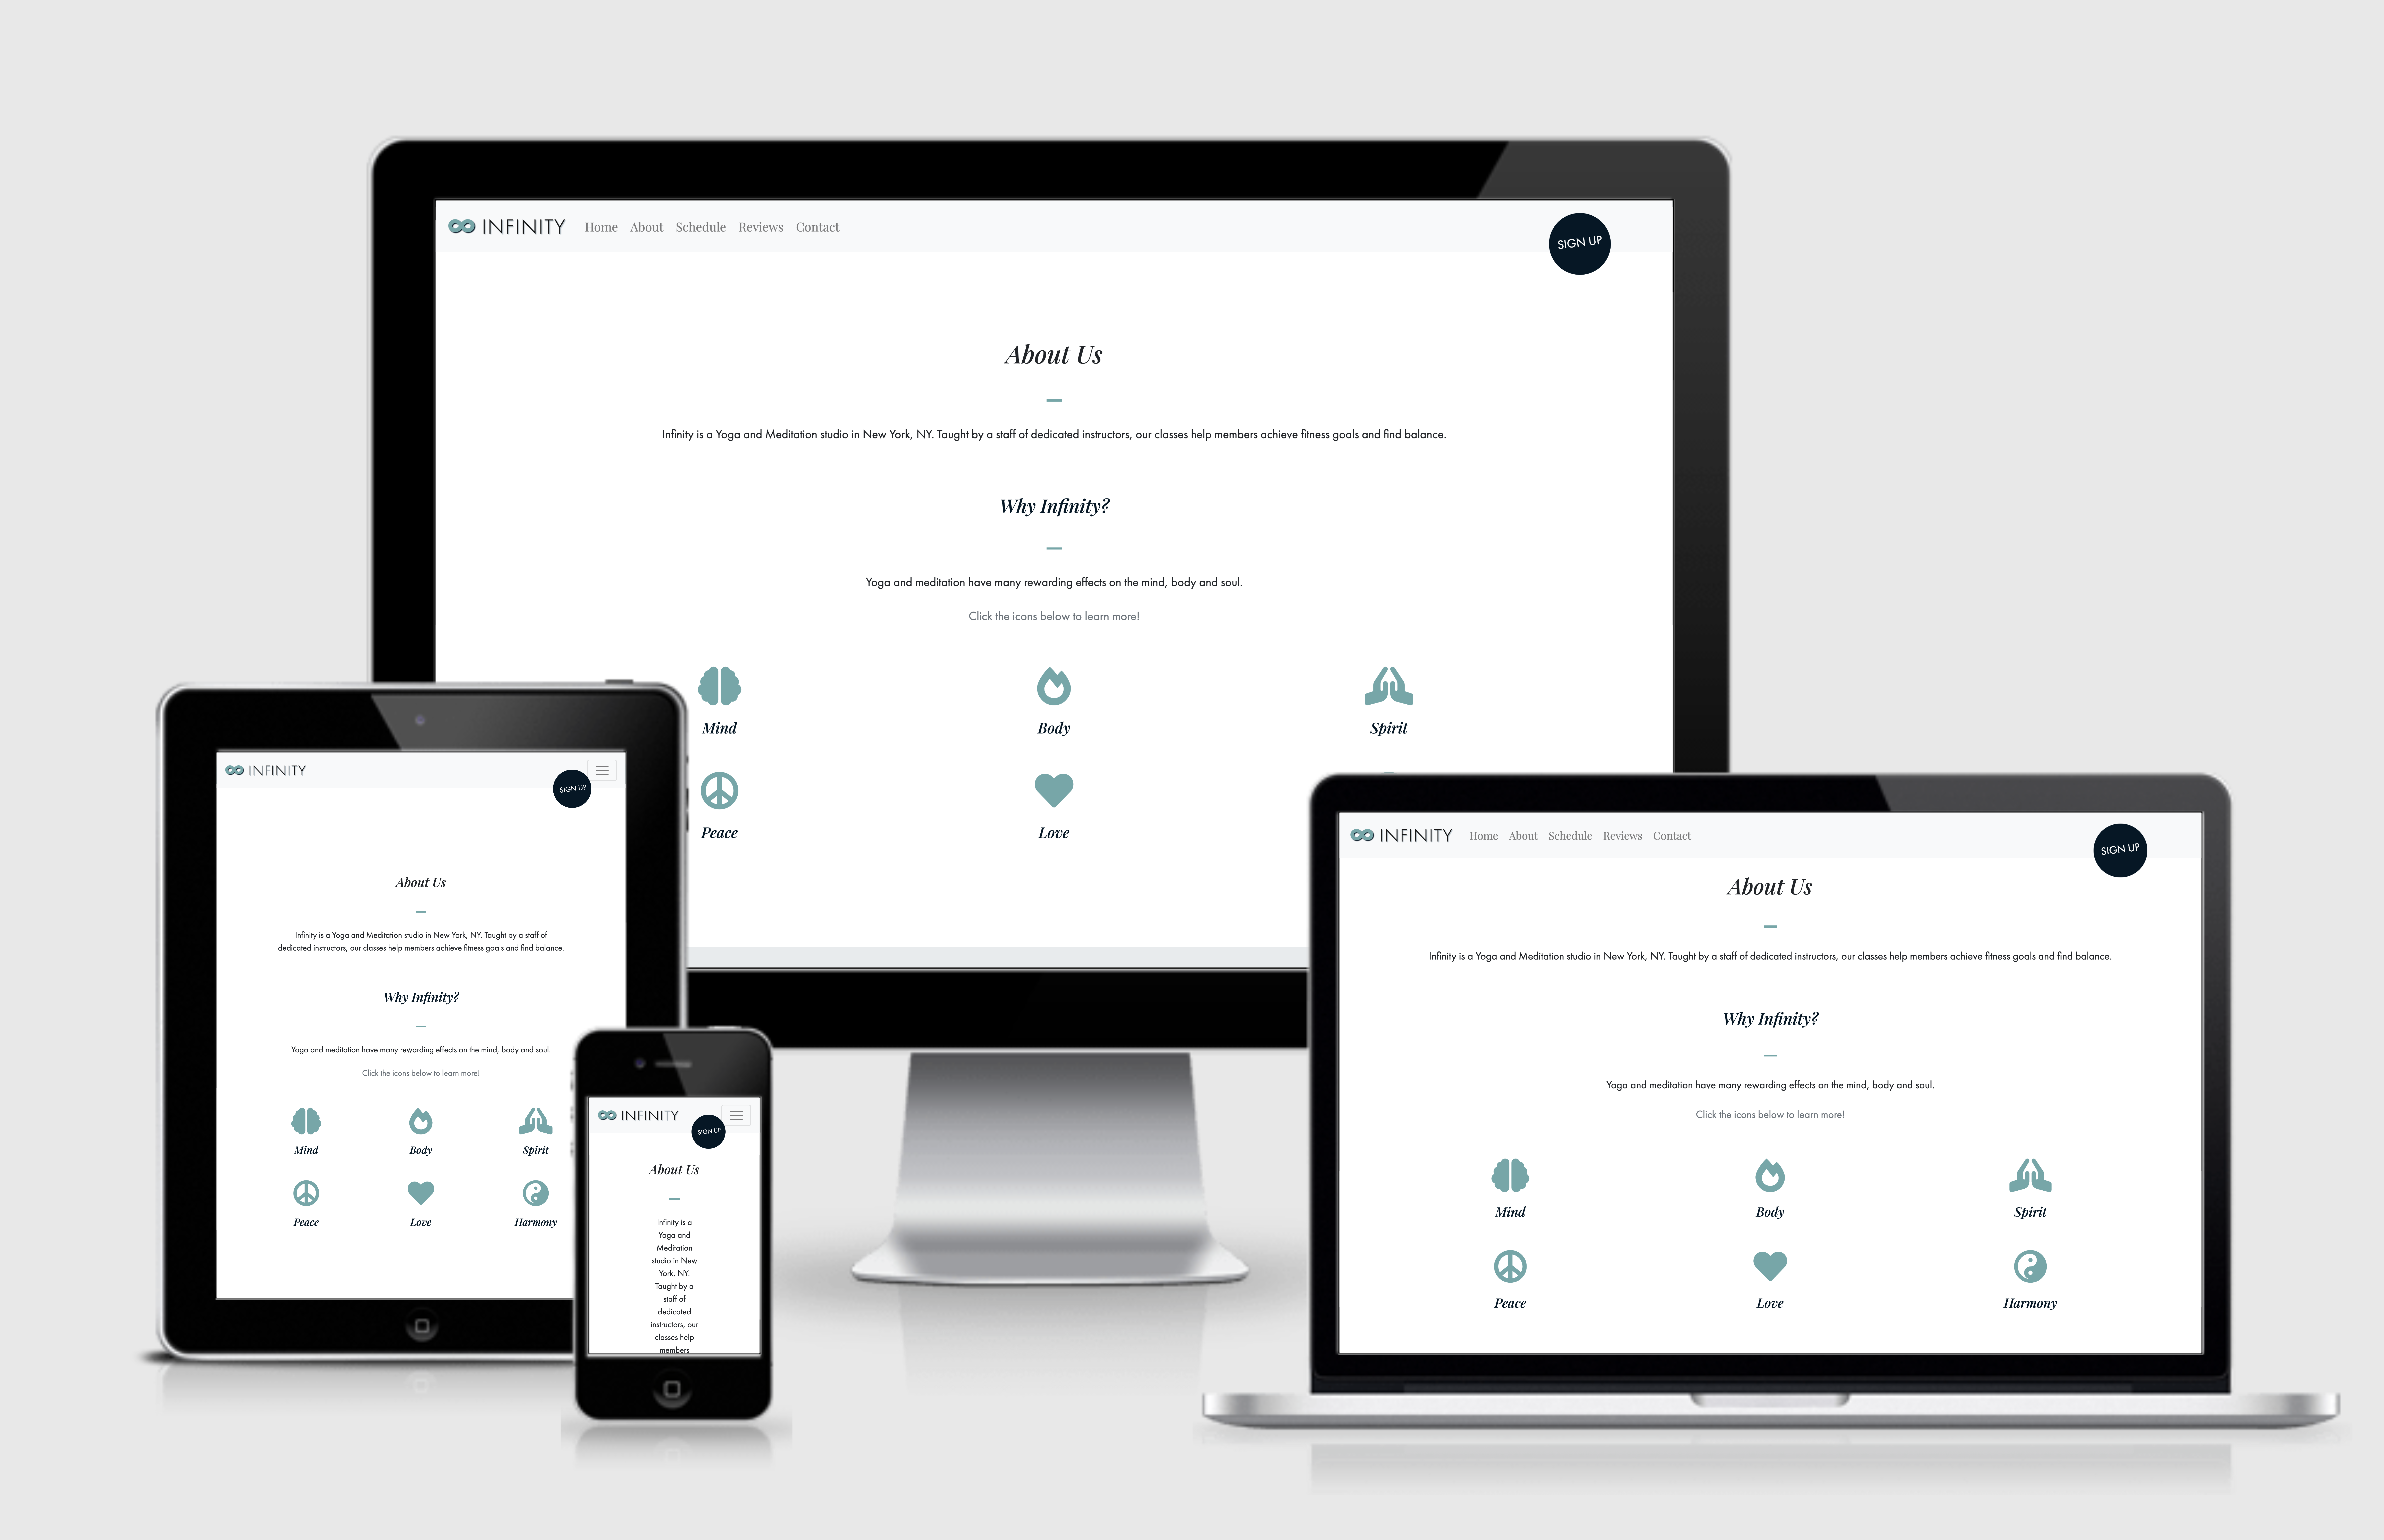 INFINITY Home About Schedule Reviews Contact
SIGN UP
About Us
Infinity is a Yoga and Meditation studio in New York, NY. Taught by a staff of dedicated instructors, our classes help members achieve fitness goals and find balance.
Why Infinity?
Yoga and meditation have many rewarding effects on the mind, body and soul.
Click the icons below to learn more!
Mind Body Spirit
Peace Love
INFINITY
SIGN UP
About Us
Infinity is a Yoga and Meditation studio in New York, NY. Taught by a staff of
dedicated instructors, our classes help members achieve fitness goals and find balance.
Why Infinity?
Yoga and meditation have many rewarding effects on the mind, body and soul
Click the icons below to learn more!
Mind Body Spirit
Peace Love Harmony
INFINITY
SIGN UP
About Us
Infinity is a
Yoga and
Meditation
studio in New
York, NY.
Taught by a
staff of
dedicated
instructors, our
classes help
members
INFINITY Home About Schedule Reviews Contact
SIGN UP
About Us
Infinity is a Yoga and Meditation studio in New York, NY. Taught by a staff of dedicated instructors, our classes help members achieve fitness goals and find balance.
Why Infinity?
Yoga and meditation have many rewarding effects on the mind, body and soul.
Click the icons below to learn more!
Mind Body Spirit
Peace Love Harmony